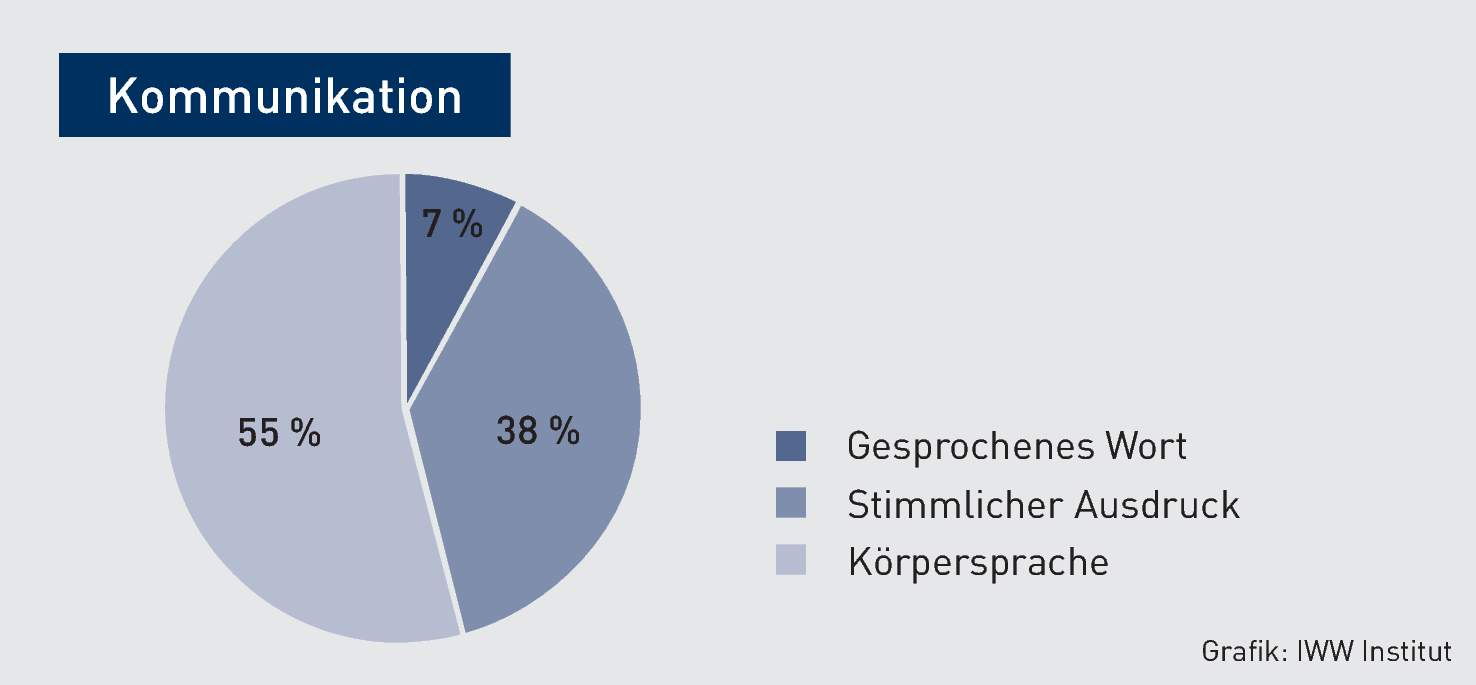 Kommunikation
7 %
55 %
38 %
Gesprochenes Wort
Stimmlicher Ausdruck
Körpersprache
Grafik: IWW Institut